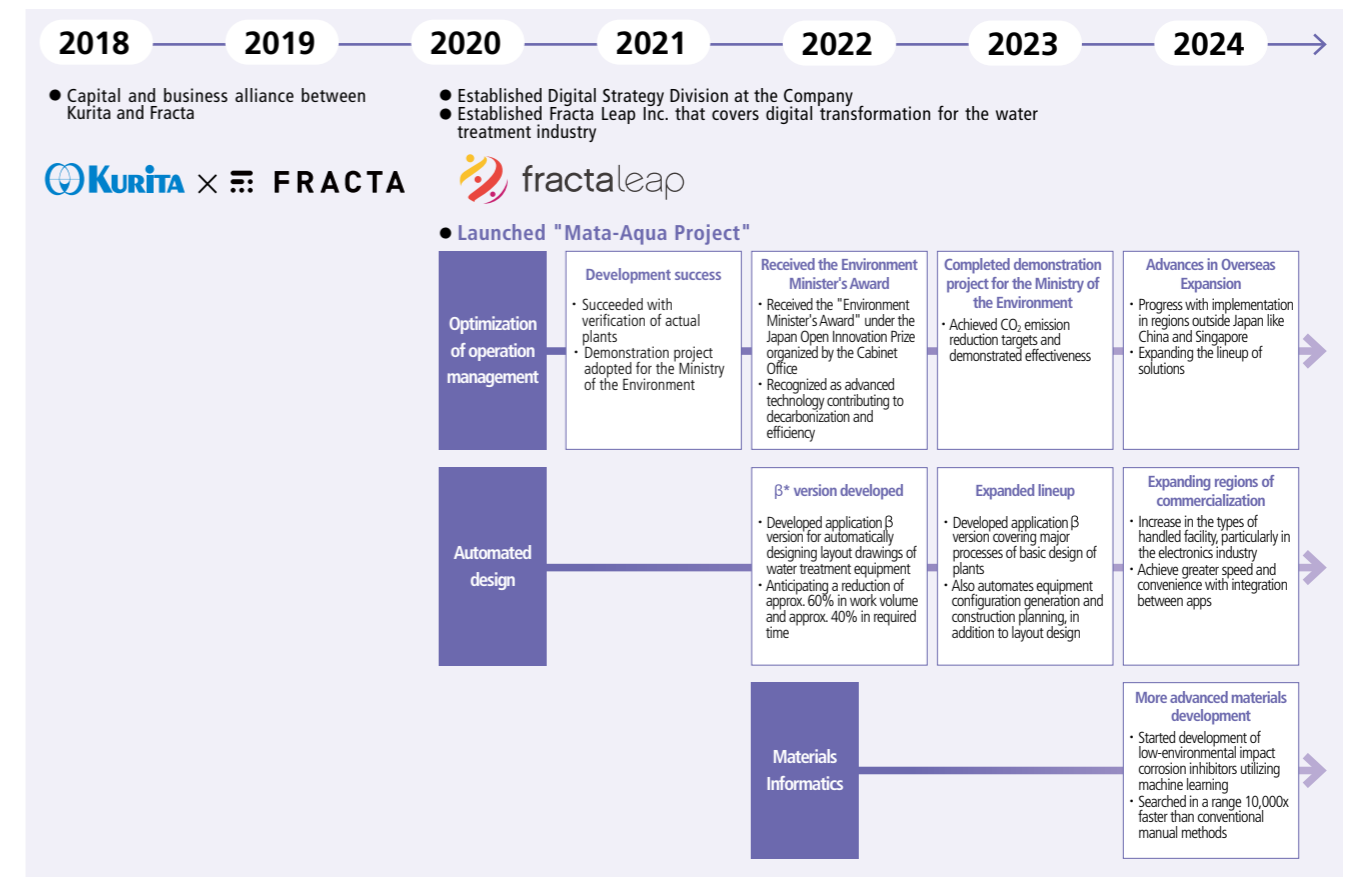 2018
2019
2020
2021
2022
2023
2024
● Capital and business alliance between
Kurita and Fracta
KURITA × FRACTA
● Established Digital Strategy Division at the Company
● Established Fracta Leap Inc. that covers digital transformation for the water
treatment industry
fractaleap
● Launched "Mata-Aqua Project"
Optimization
of operation
management
Development success
・Succeeded with
verification of actual
plants
・Demonstration project
adopted for the Ministry
of the Environment
Received the Environment
Minister's Award
・Received the "Environment
Minister's Award" under the
Japan Open Innovation Prize
organized by the Cabinet
Office
・Recognized as advanced
technology contributing to
decarbonization and
efficiency
Completed demonstration
project for the Ministry of
the Environment
・Achieved CO₂ emission
reduction targets and
demonstrated effectiveness
Advances in Overseas
Expansion
・Progress with implementation
in regions outside Japan like
China and Singapore
・Expanding the lineup of
solutions
Automated
design
β* version developed
・Developed application β
version for automatically
designing layout drawings of
water treatment equipment
・Anticipating a reduction of
approx. 60% in work volume
and approx. 40% in required
time
Expanded lineup
・Developed application β
version covering major
processes of basic design of
plants
・Also automates equipment
configuration generation and
construction planning, in
addition to layout design
Expanding regions of
commercialization
・Increase in the types of
handled facility, particularly in
the electronics industry
・Achieve greater speed and
convenience with integration
between apps
Materials
Informatics
More advanced materials
development
・Started development of
low-environmental impact
corrosion inhibitors utilizing
machine learning
・Searched in a range 10,000x
faster than conventional
manual methods